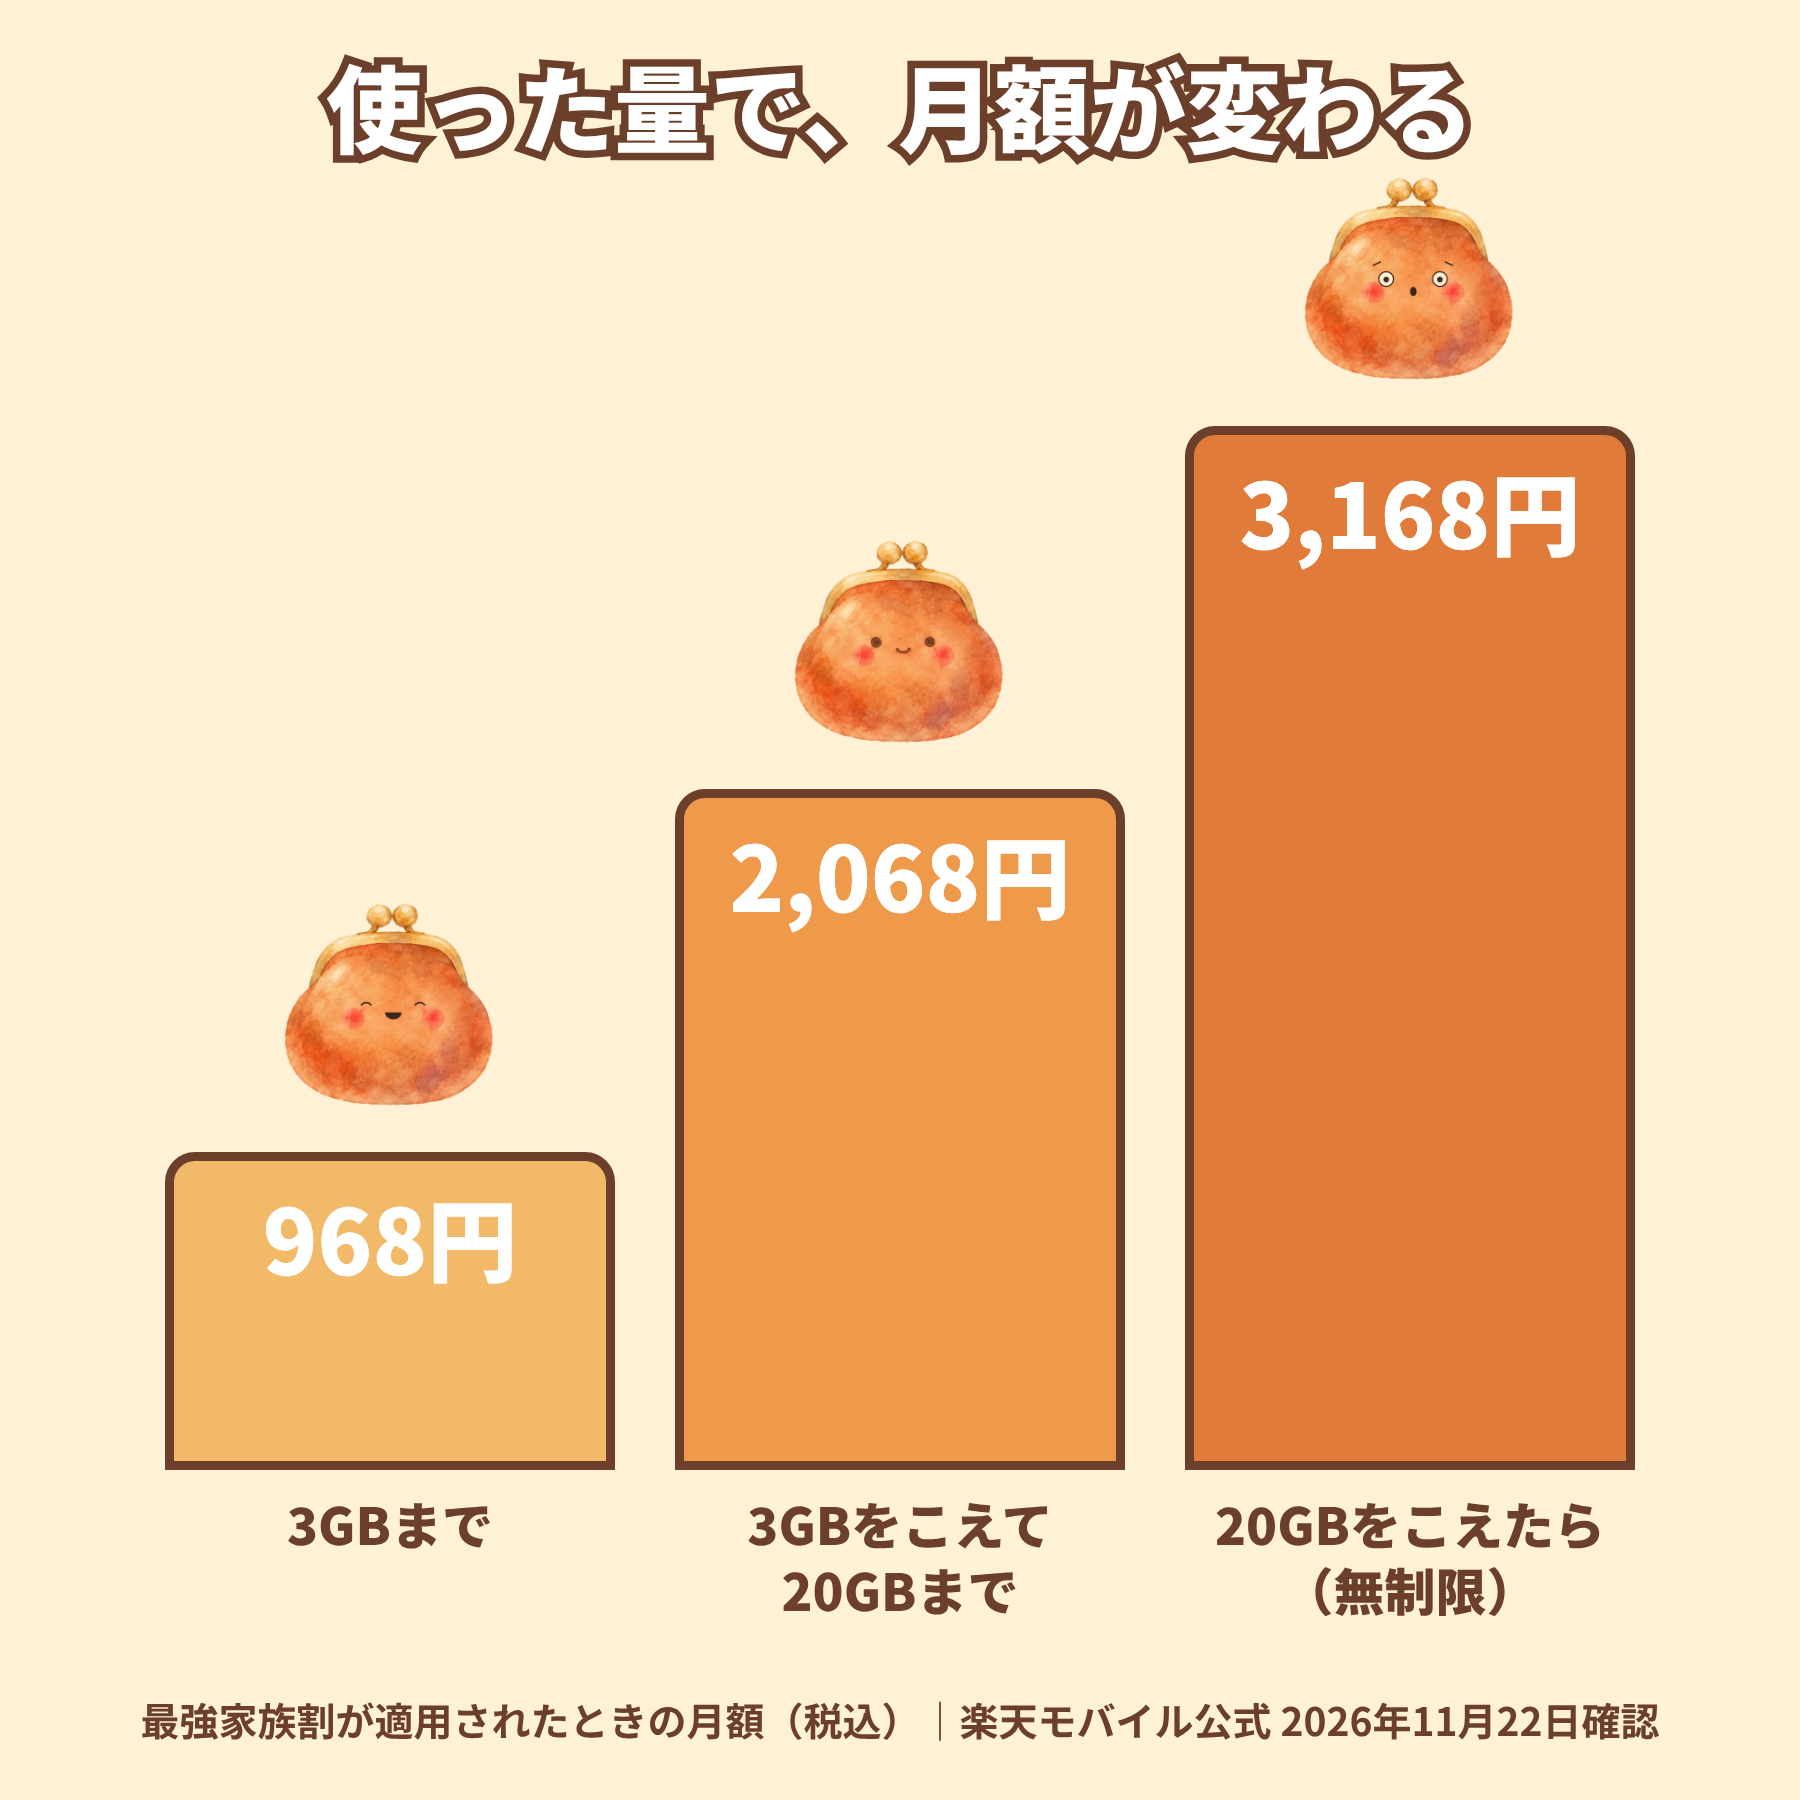 使った量で、月額が変わる
3,168円
2,068円
968円
3GBまで
3GBをこえて
20GBまで
20GBをこえたら
（無制限）
最強家族割が適用されたときの月額（税込）｜楽天モバイル公式 2026年11月22日確認